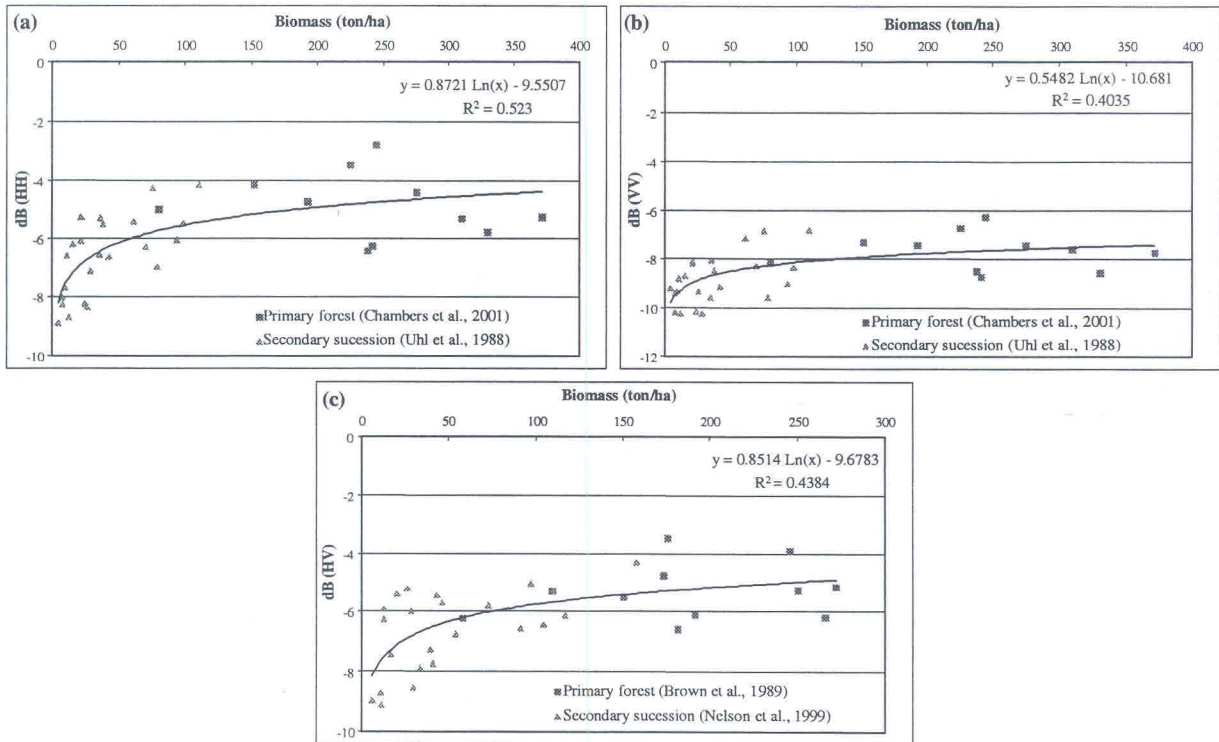 (a)
Biomass (ton/ha)
0 50 100 150 200 250 300 350 400
0
-2
-4
-6
-8
-10
dB (HH)
y = 0.8721 Ln(x) - 9.5507
R² = 0.523
Primary forest (Chambers et al., 2001)
Secondary sucession (Uhl et al., 1988)
(b)
Biomass (ton/ha)
0 50 100 150 200 250 300 350 400
0
-2
-4
-6
-8
-10
-12
dB (VV)
y = 0.5482 Ln(x) - 10.681
R² = 0.4035
Primary forest (Chambers et al., 2001)
Secondary sucession (Uhl et al., 1988)
(c)
Biomass (ton/ha)
0 50 100 150 200 250 300
0
-2
-4
-6
-8
-10
dB (HV)
y = 0.8514 Ln(x) - 9.6783
R² = 0.4384
Primary forest (Brown et al., 1989)
Secondary sucession (Nelson et al., 1999)